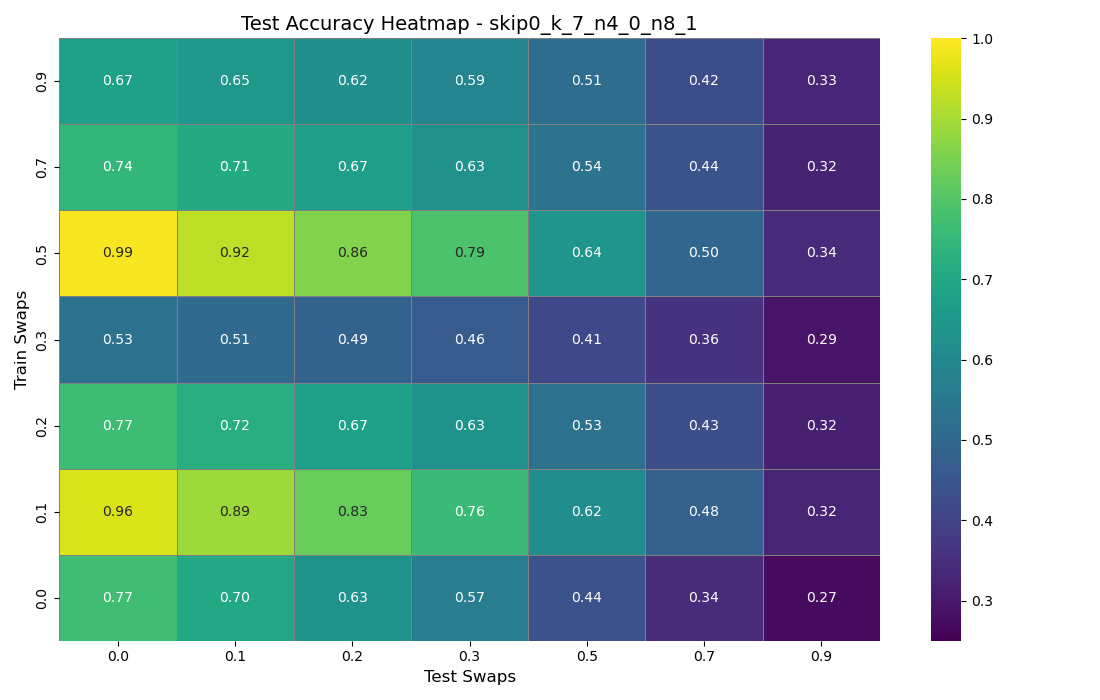 Test Accuracy Heatmap - skip0_k_7_n4_0_n8_1
Train Swaps
0.9 0.67 0.65 0.62 0.59 0.51 0.42 0.33
0.7 0.74 0.71 0.67 0.63 0.54 0.44 0.32
0.5 0.99 0.92 0.86 0.79 0.64 0.50 0.34
0.3 0.53 0.51 0.49 0.46 0.41 0.36 0.29
0.2 0.77 0.72 0.67 0.63 0.53 0.43 0.32
0.1 0.96 0.89 0.83 0.76 0.62 0.48 0.32
0.0 0.77 0.70 0.63 0.57 0.44 0.34 0.27
0.0 0.1 0.2 0.3 0.5 0.7 0.9
Test Swaps
1.0
0.9
0.8
0.7
0.6
0.5
0.4
0.3